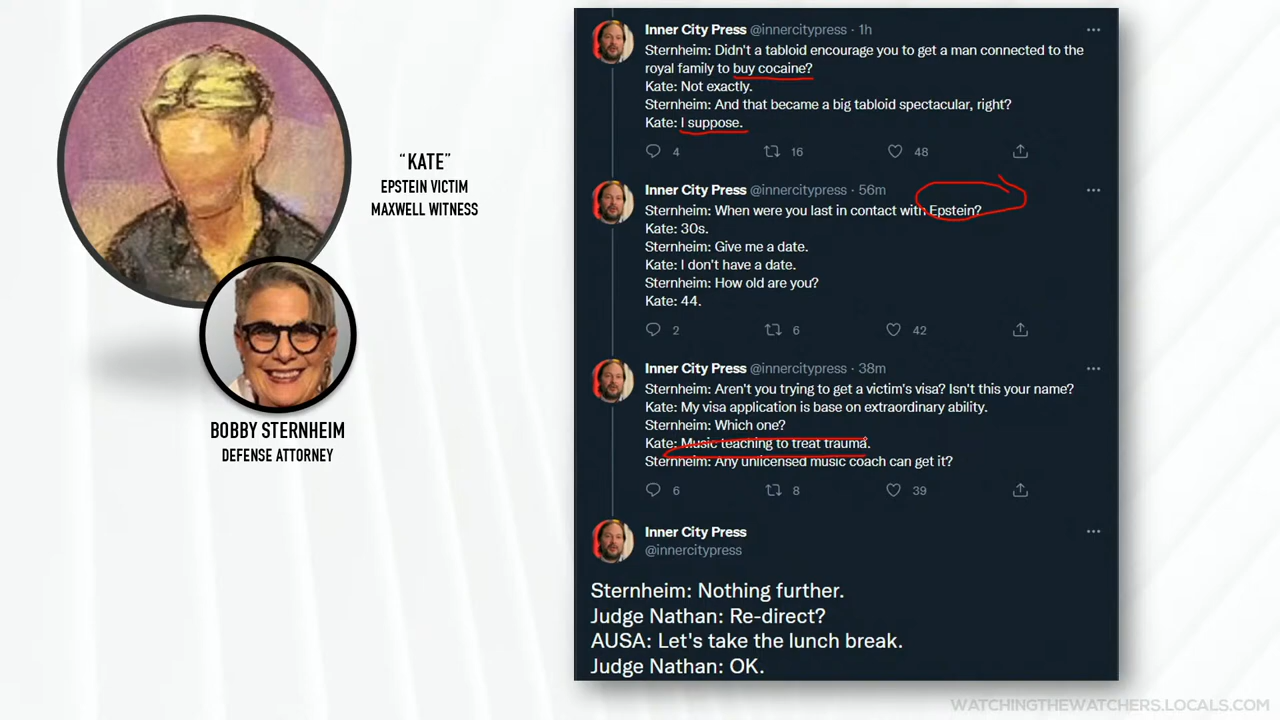 “KATE”
EPSTEIN VICTIM
MAXWELL WITNESS
BOBBY STERNHEIM
DEFENSE ATTORNEY
Inner City Press @innercitypress · 1h
Sternheim: Didn't a tabloid encourage you to get a man connected to the
royal family to buy cocaine?
Kate: Not exactly.
Sternheim: And that became a big tabloid spectacular, right?
Kate: I suppose.
4 16 48
Inner City Press @innercitypress · 56m
Sternheim: When were you last in contact with Epstein?
Kate: 30s.
Sternheim: Give me a date.
Kate: I don't have a date.
Sternheim: How old are you?
Kate: 44.
2 6 42
Inner City Press @innercitypress · 38m
Sternheim: Aren't you trying to get a victim's visa? Isn't this your name?
Kate: My visa application is base on extraordinary ability.
Sternheim: Which one?
Kate: Music teaching to treat trauma.
Sternheim: Any unlicensed music coach can get it?
6 8 39
Inner City Press
@innercitypress
Sternheim: Nothing further.
Judge Nathan: Re-direct?
AUSA: Let's take the lunch break.
Judge Nathan: OK.
WATCHINGTHEWATCHERS.LOCALS.COM